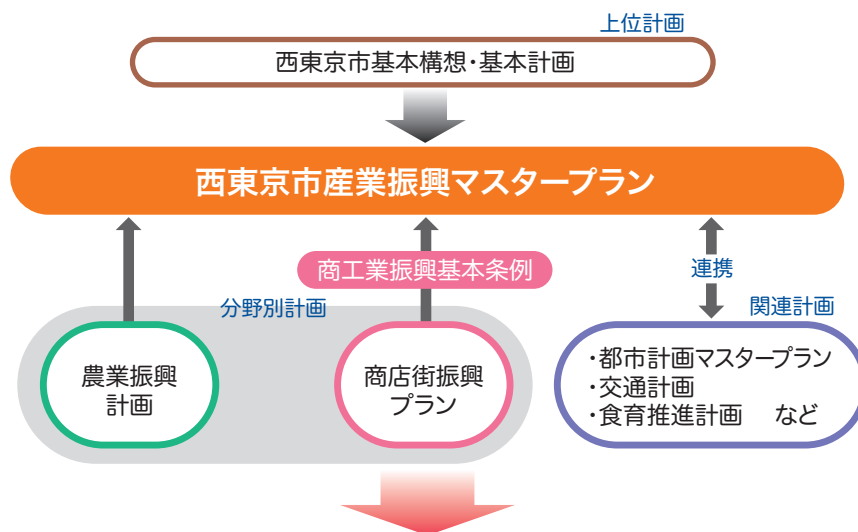 上位計画
西東京市基本構想・基本計画
西東京市産業振興マスタープラン
商工業振興基本条例
連携
分野別計画
関連計画
農業振興
計画
商店街振興
プラン
・都市計画マスタープラン
・交通計画
・食育推進計画 など